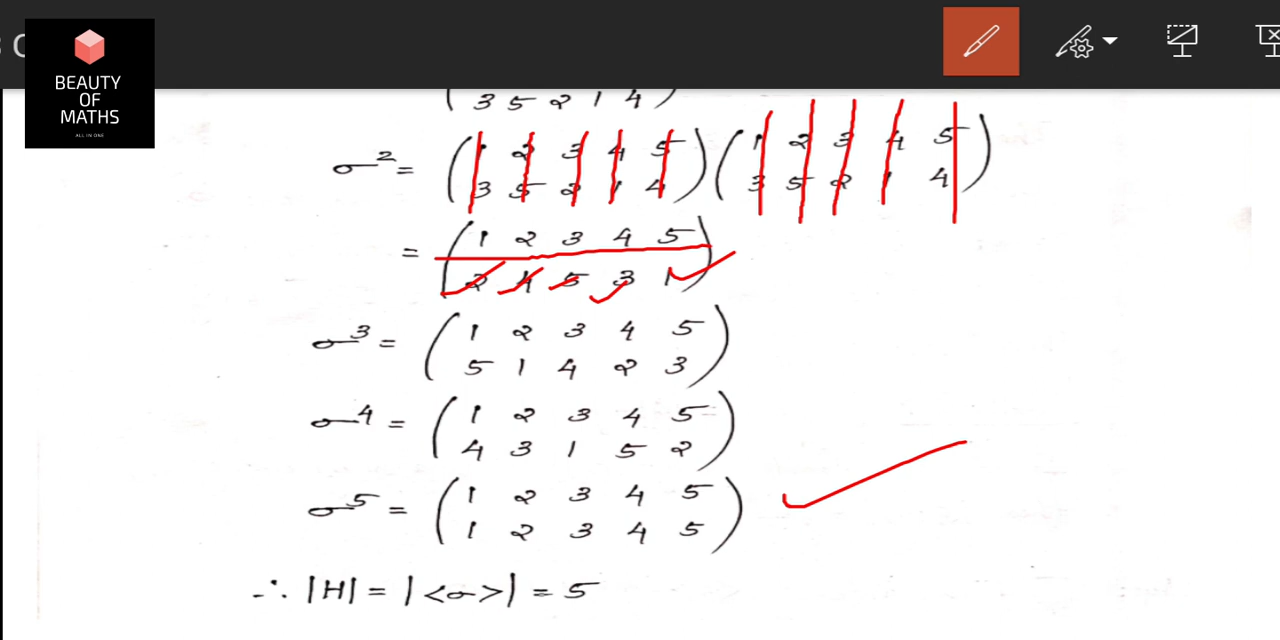 BEAUTY
OF
MATHS
ALL IN ONE
( 3 5 2 1 4 )
σ² = ( 1 2 3 4 5 ) ( 1 2 3 4 5 )
( 3 5 2 1 4 ) ( 3 5 2 1 4 )
= ( 1 2 3 4 5 )
( 2 4 5 3 1 )
σ³ = ( 1 2 3 4 5 )
( 5 1 4 2 3 )
σ⁴ = ( 1 2 3 4 5 )
( 4 3 1 5 2 )
σ⁵ = ( 1 2 3 4 5 )
( 1 2 3 4 5 )
∴ |H| = |<σ>| = 5